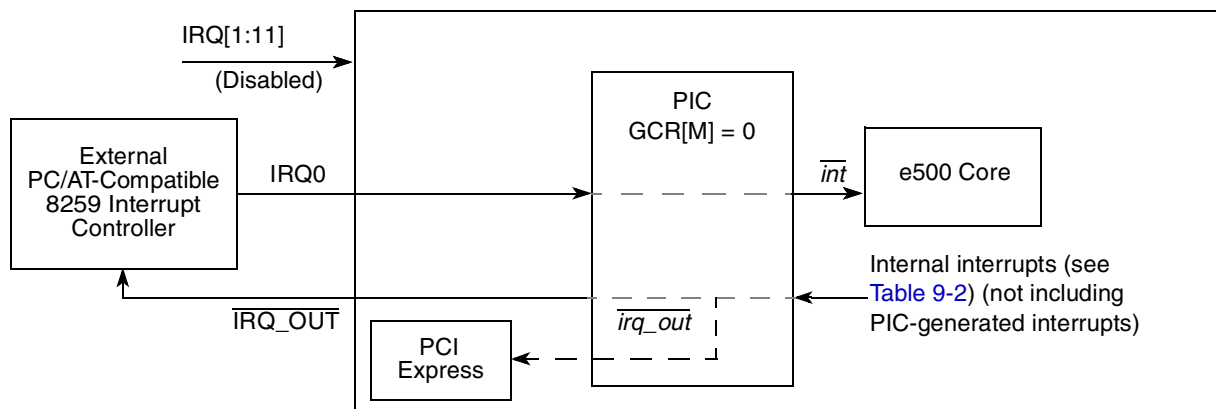 IRQ[1:11]
(Disabled)
PIC
GCR[M] = 0
External
PC/AT-Compatible
8259 Interrupt
Controller
IRQ0
int
e500 Core
Internal interrupts (see
Table 9-2) (not including
PIC-generated interrupts)
IRQ_OUT
irq_out
PCI
Express